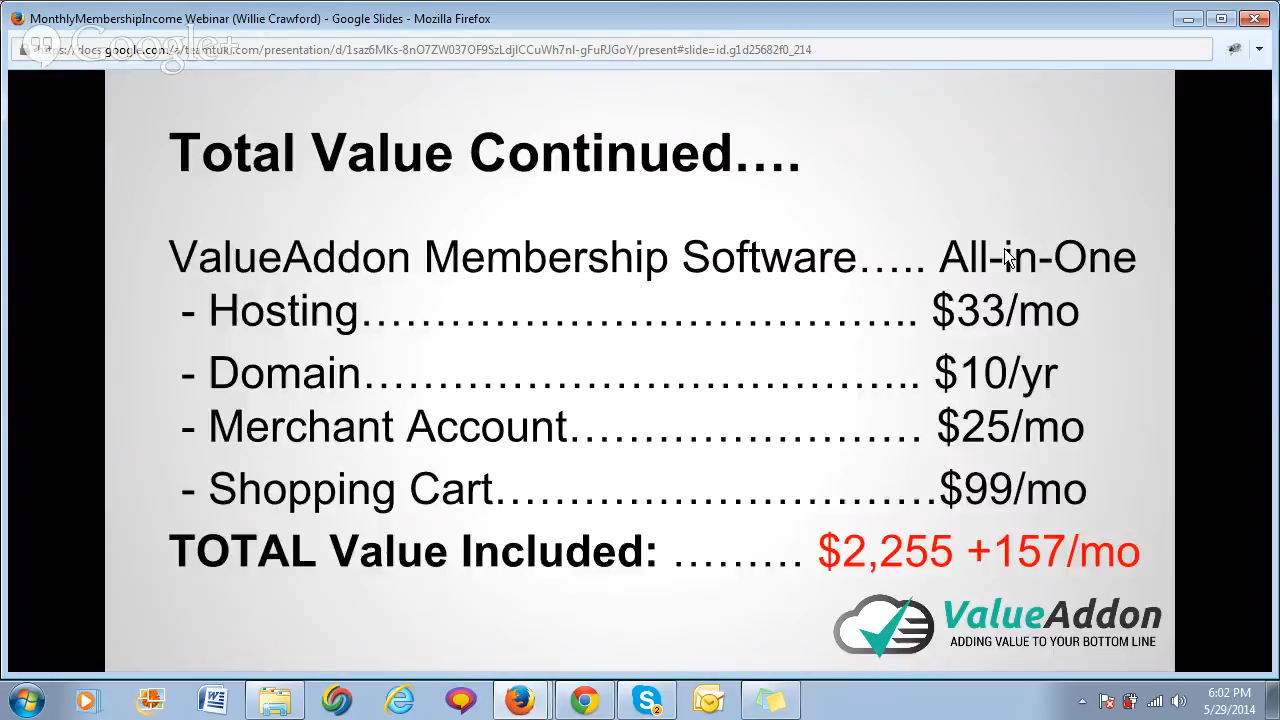 MonthlyMembershipIncome Webinar (Willie Crawford) - Google Slides - Mozilla Firefox
Google+
Total Value Continued….
ValueAddon Membership Software….. All-in-One
- Hosting……………………………….. $33/mo
- Domain……………………………….. $10/yr
- Merchant Account…………………… $25/mo
- Shopping Cart…………………………$99/mo
TOTAL Value Included: ……… $2,255 +157/mo
ValueAddon
ADDING VALUE TO YOUR BOTTOM LINE
6:02 PM
5/29/2014